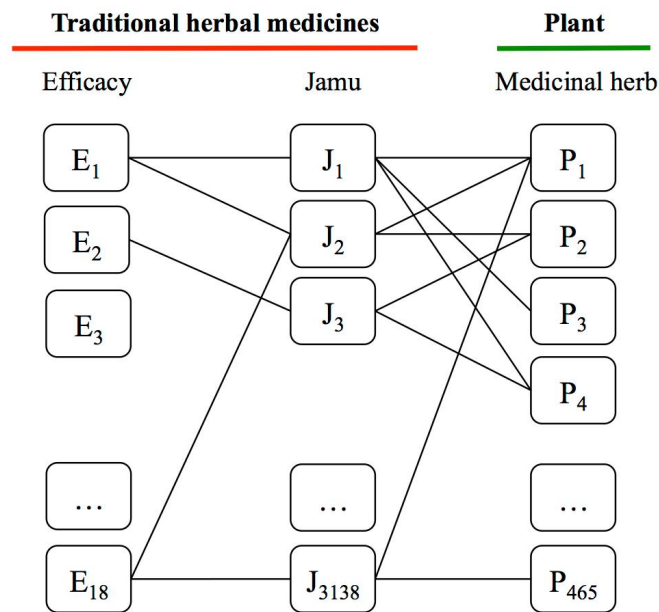 Traditional herbal medicines Plant
Efficacy Jamu Medicinal herb
E1 J1 P1
E2 J2 P2
E3 J3 P3
P4
... ... ...
E18 J3138 P465